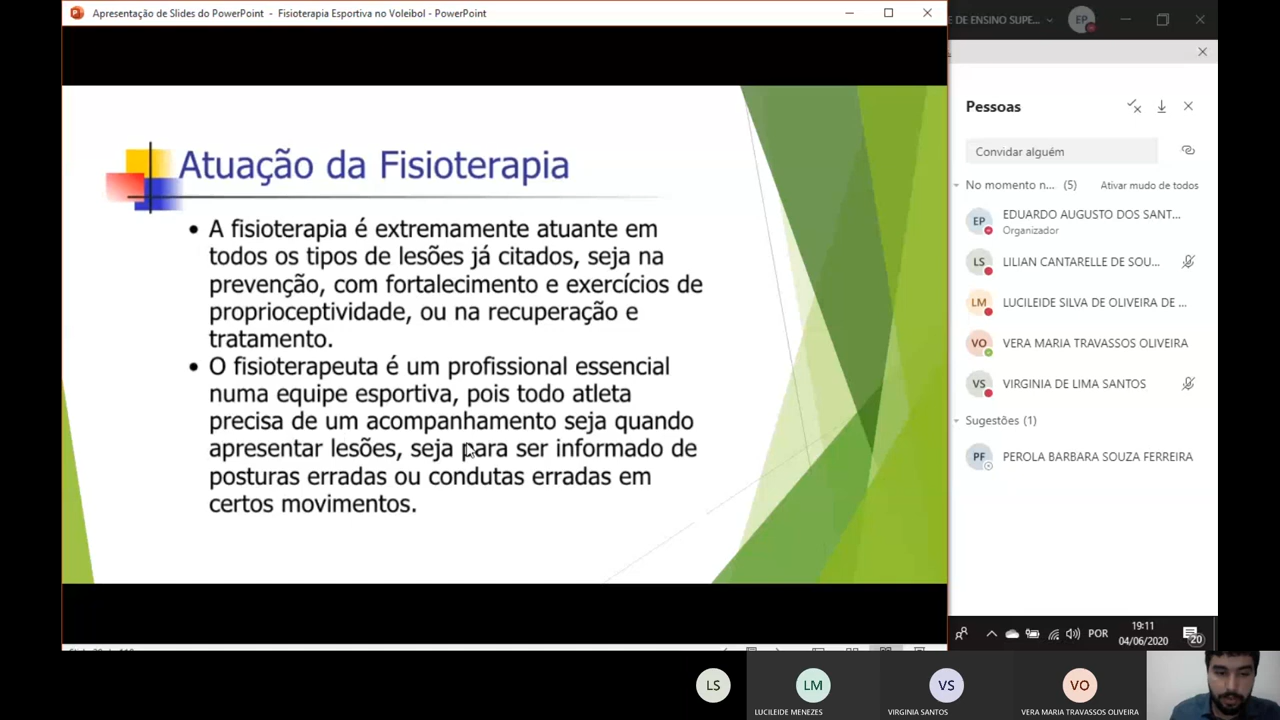 Apresentação de Slides do PowerPoint - Fisioterapia Esportiva no Voleibol - PowerPoint
E DE ENSINO SUPE...
EP
Atuação da Fisioterapia
• A fisioterapia é extremamente atuante em
todos os tipos de lesões já citados, seja na
prevenção, com fortalecimento e exercícios de
proprioceptividade, ou na recuperação e
tratamento.
• O fisioterapeuta é um profissional essencial
numa equipe esportiva, pois todo atleta
precisa de um acompanhamento seja quando
apresentar lesões, seja para ser informado de
posturas erradas ou condutas erradas em
certos movimentos.
Pessoas
Convidar alguém
No momento n... (5)
Ativar mudo de todos
EP
EDUARDO AUGUSTO DOS SANT...
Organizador
LS
LILIAN CANTARELLE DE SOU...
LM
LUCILEIDE SILVA DE OLIVEIRA DE ...
VO
VERA MARIA TRAVASSOS OLIVEIRA
VS
VIRGINIA DE LIMA SANTOS
Sugestões (1)
PF
PEROLA BARBARA SOUZA FERREIRA
POR
19:11
04/06/2020
20
LS
LM
LUCILEIDE MENEZES
VS
VIRGINIA SANTOS
VO
VERA MARIA TRAVASSOS OLIVEIRA